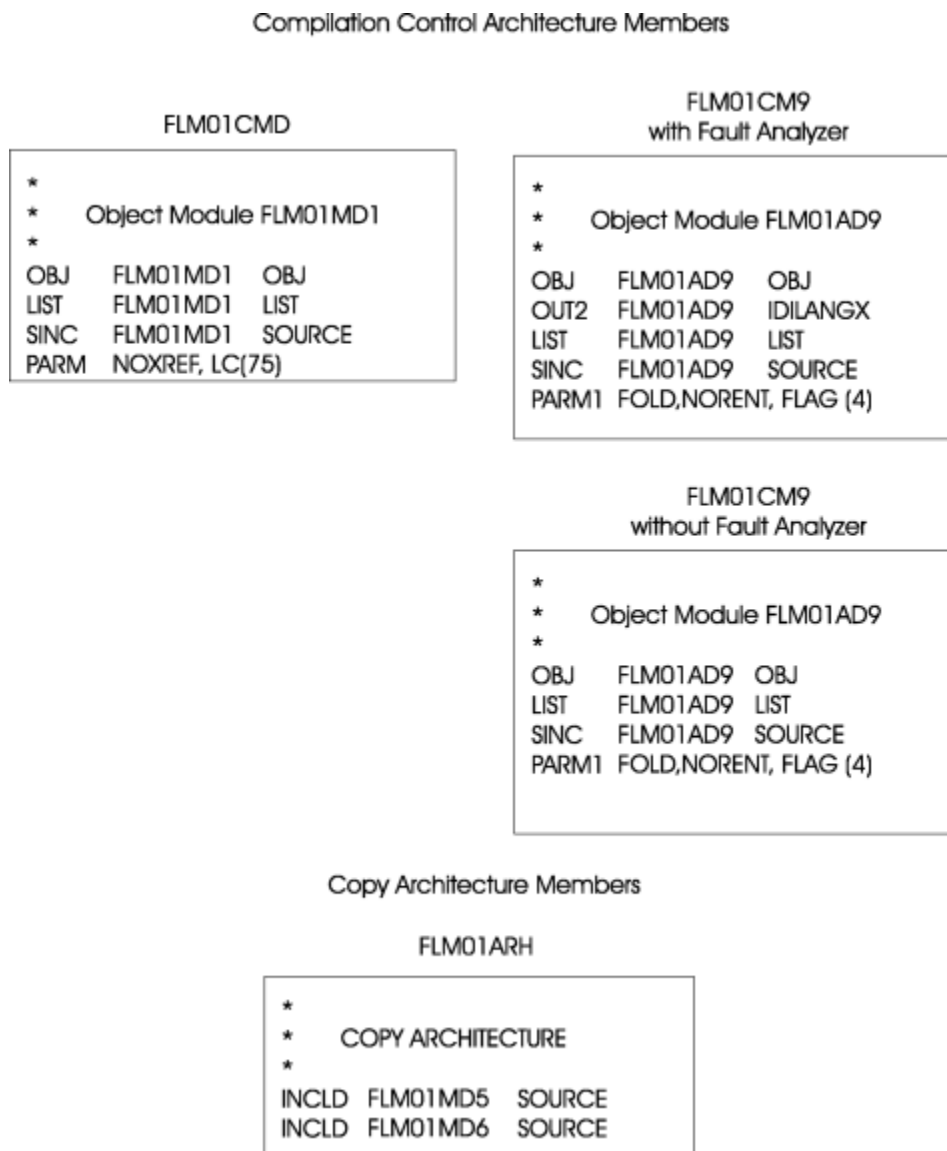 Compilation Control Architecture Members
FLM01CMD
*
* Object Module FLM01MD1
*
OBJ FLM01MD1 OBJ
LIST FLM01MD1 LIST
SINC FLM01MD1 SOURCE
PARM NOXREF, LC(75)
FLM01CM9
with Fault Analyzer
*
* Object Module FLM01AD9
*
OBJ FLM01AD9 OBJ
OUT2 FLM01AD9 IDILANGX
LIST FLM01AD9 LIST
SINC FLM01AD9 SOURCE
PARM1 FOLD,NORENT, FLAG (4)
FLM01CM9
without Fault Analyzer
*
* Object Module FLM01AD9
*
OBJ FLM01AD9 OBJ
LIST FLM01AD9 LIST
SINC FLM01AD9 SOURCE
PARM1 FOLD,NORENT, FLAG (4)
Copy Architecture Members
FLM01ARH
*
* COPY ARCHITECTURE
*
INCLD FLM01MD5 SOURCE
INCLD FLM01MD6 SOURCE